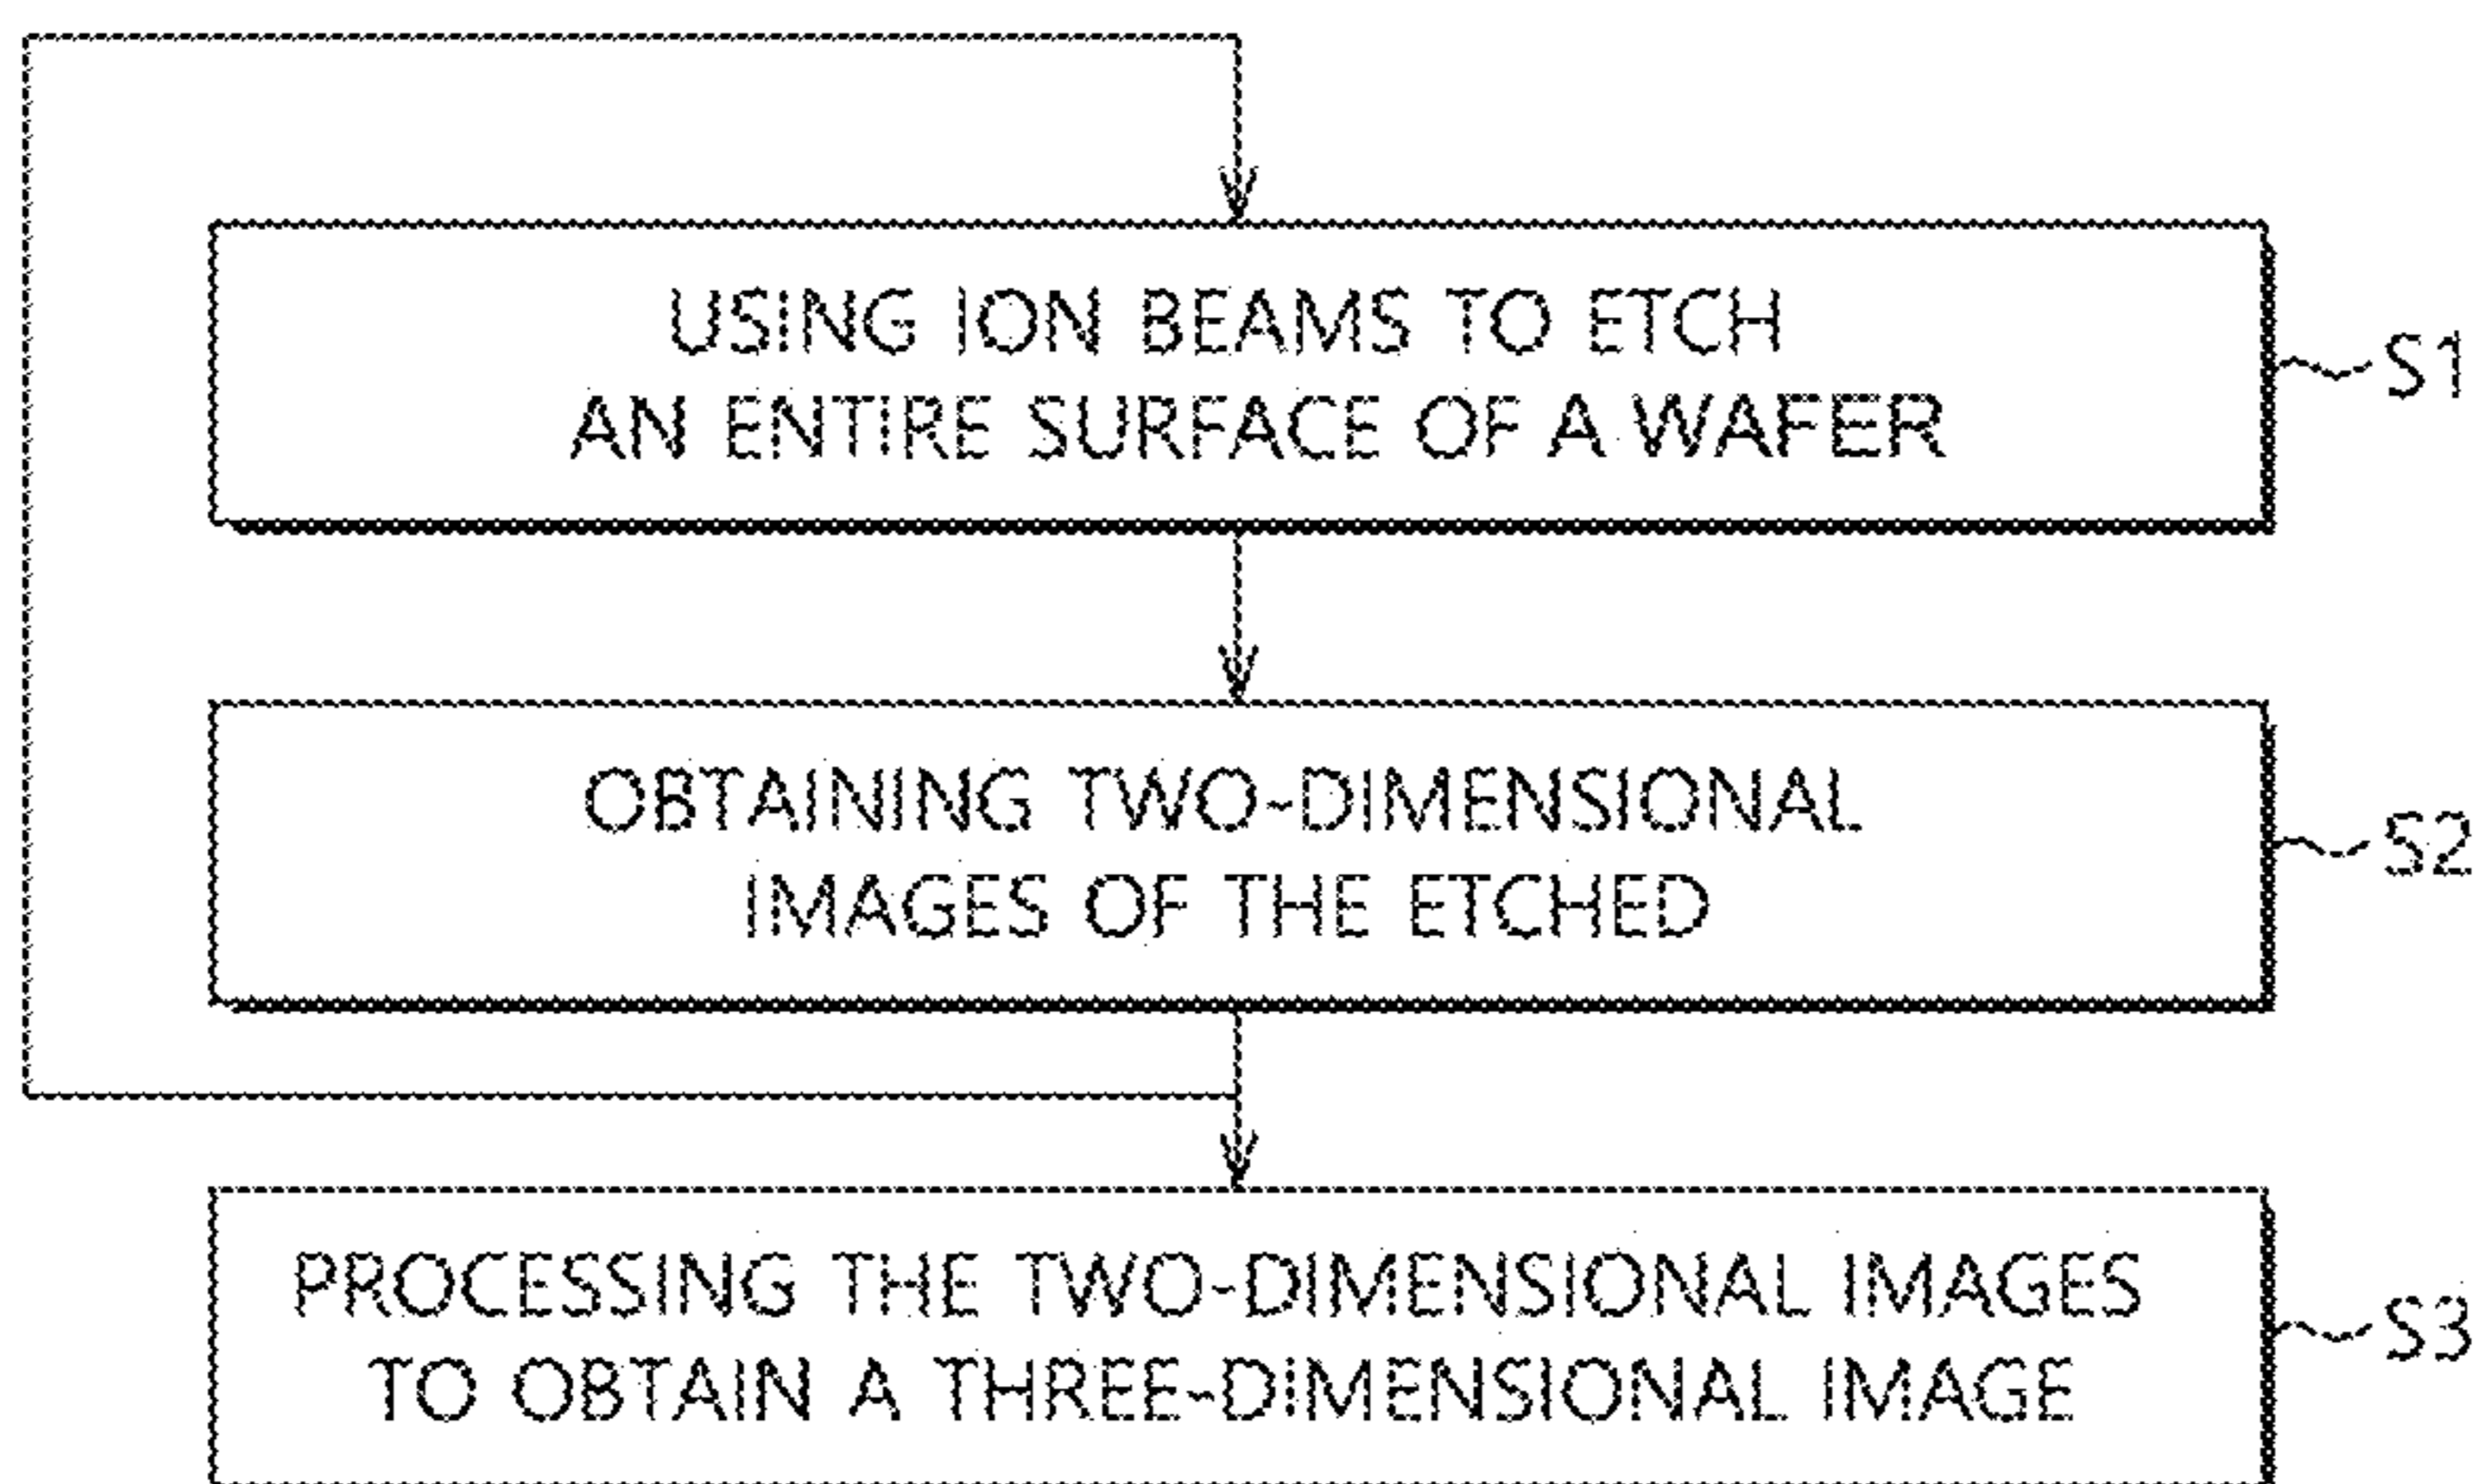 USING ION BEAMS TO ETCH
AN ENTIRE SURFACE OF A WAFER
S1
OBTAINING TWO-DIMENSIONAL
IMAGES OF THE ETCHED
S2
PROCESSING THE TWO-DIMENSIONAL IMAGES
TO OBTAIN A THREE-DIMENSIONAL IMAGE
S3